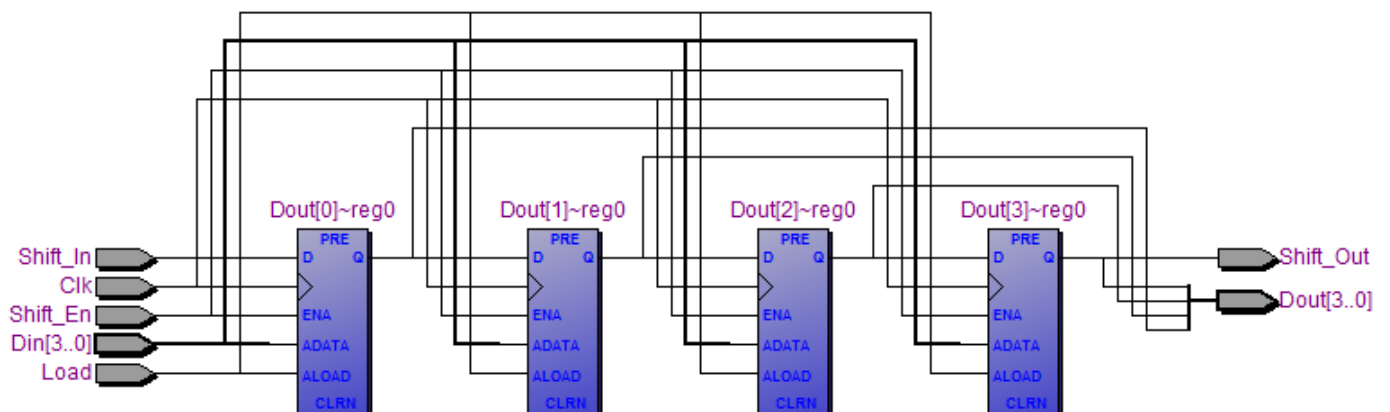 Dout[0]~reg0 Dout[1]~reg0 Dout[2]~reg0 Dout[3]~reg0
PRE PRE PRE PRE
Shift_In D Q D Q D Q D Q Shift_Out
Clk
Shift_En ENA ENA ENA ENA Dout[3..0]
Din[3..0] ADATA ADATA ADATA ADATA
Load ALOAD ALOAD ALOAD ALOAD
CLRN CLRN CLRN CLRN